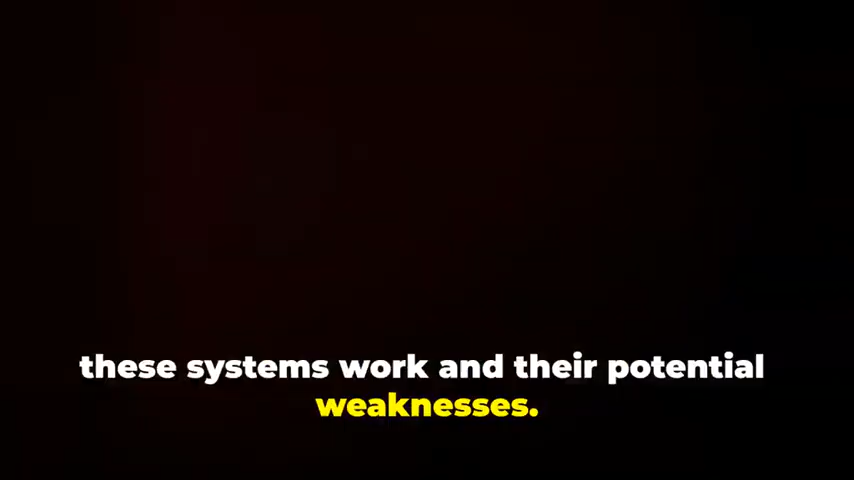 these systems work and their potential
weaknesses.